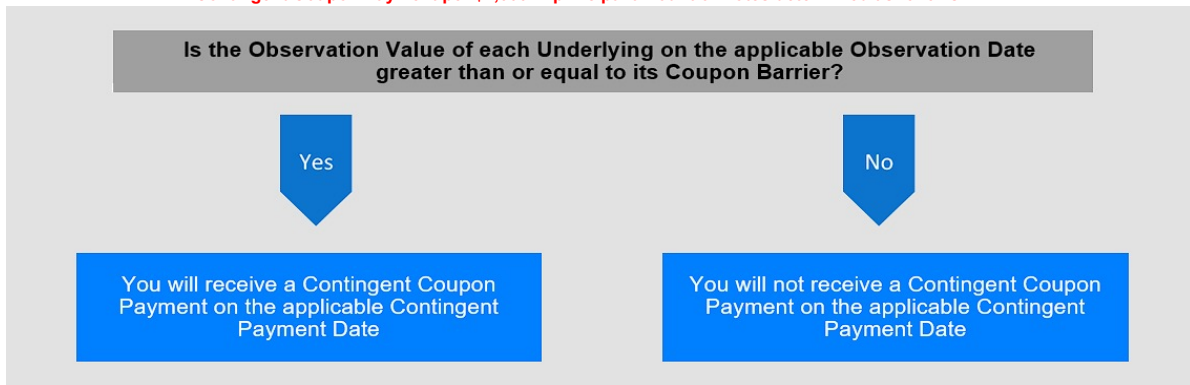 Is the Observation Value of each Underlying on the applicable Observation Date
greater than or equal to its Coupon Barrier?
Yes
No
You will receive a Contingent Coupon
Payment on the applicable Contingent
Payment Date
You will not receive a Contingent Coupon
Payment on the applicable Contingent
Payment Date